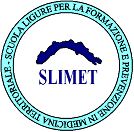 SCUOLA LIGURE PER LA FORMAZIONE E PREVENZIONE IN MEDICINA TERRITORIALE -
SLIMET